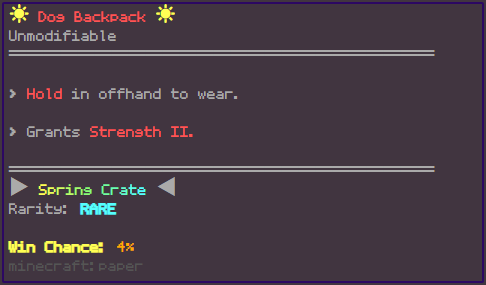 ☀ Dog Backpack ☀
Unmodifiable
> Hold in offhand to wear.
> Grants Strength II.
▶ Spring Crate ◀
Rarity: RARE
Win Chance: 4%
minecraft:paper